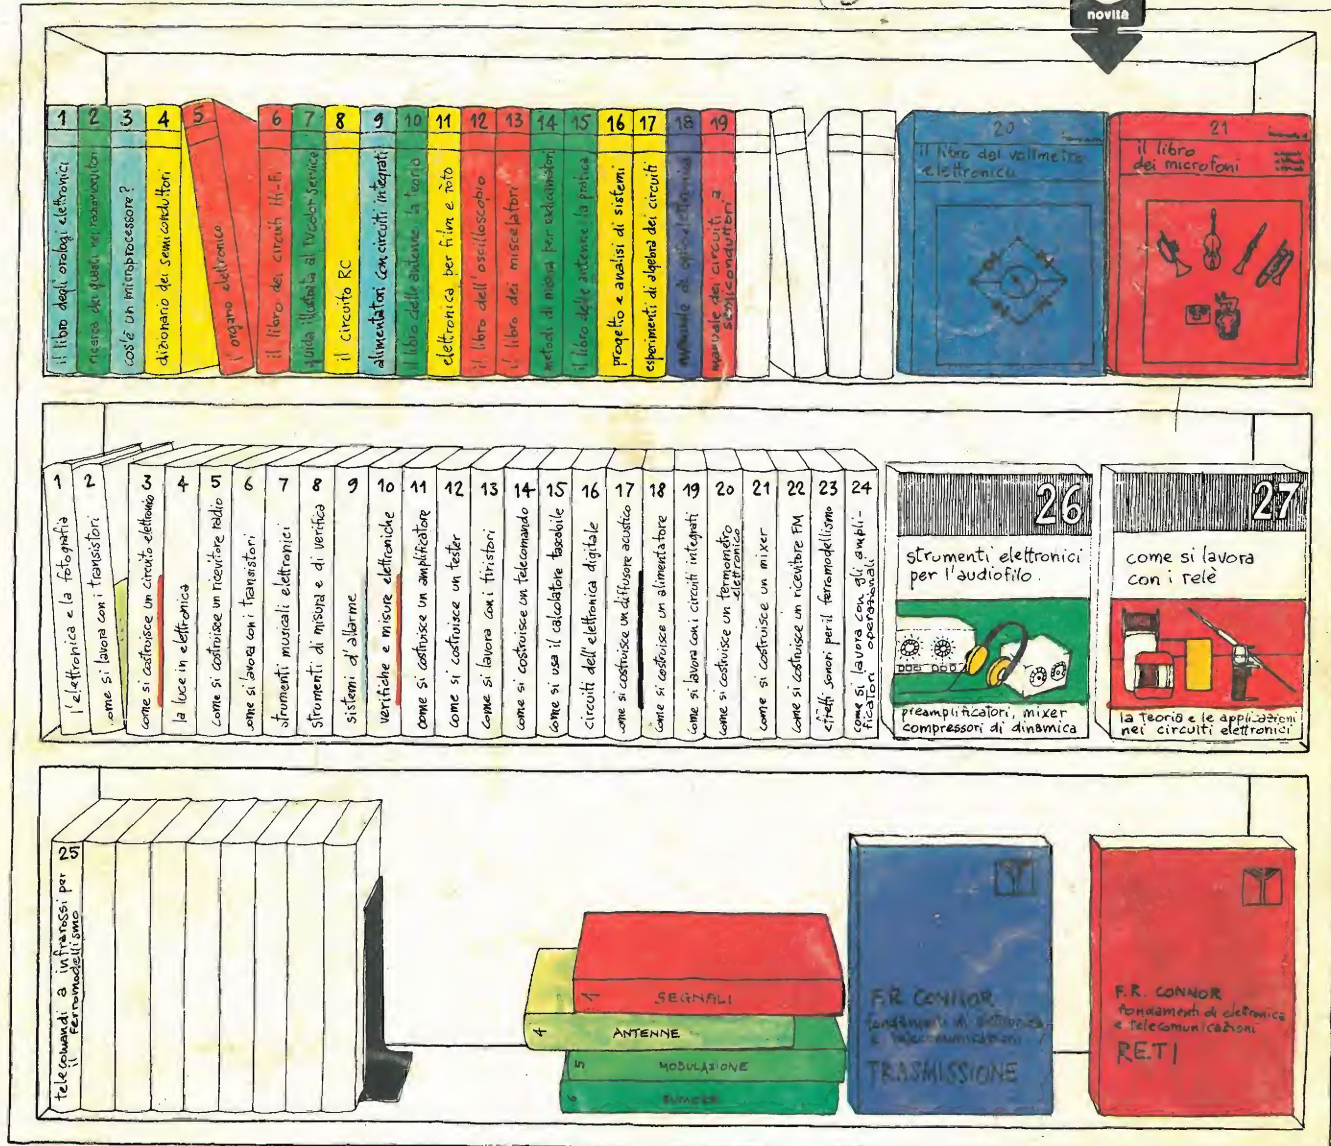 novità
1
il libro degli orologi elettronici
2
ricerca dei guasti nei radioricevitori
3
cos'è un microprocessore?
4
dizionario dei semiconduttori
5
l'organo elettronico
6
il libro dei circuiti Hi-Fi
7
guida illustrata al TVcolor service
8
il circuito RC
9
alimentatori con circuiti integrati
10
il libro delle antenne: la teoria
11
elettronica per film e foto
12
il libro dell'oscilloscopio
13
il libro dei miscelatori
14
metodi di misura per radioamatori
15
il libro delle antenne: la pratica
16
progetto e analisi di sistemi
17
esperimenti di algebra dei circuiti
18
manuale di optoelettronica
19
manuale dei circuiti a
semiconduttori
20
il libro del voltmetro
elettronico
21
il libro
dei microfoni
1
l'elettronica e la fotografia
2
come si lavora con i transistori
3
come si costruisce un circuito elettronico
4
la luce in elettronica
5
come si costruisce un ricevitore radio
6
come si lavora con i transistori
7
strumenti musicali elettronici
8
strumenti di misura e di verifica
9
sistemi d'allarme
10
verifiche e misure elettroniche
11
come si costruisce un amplificatore
12
come si costruisce un tester
13
come si lavora con i tiristori
14
come si costruisce un telecomando
15
come si usa il calcolatore tascabile
16
circuiti dell'elettronica digitale
17
come si costruisce un diffusore acustico
18
come si costruisce un alimentatore
19
come si lavora con i circuiti integrati
20
come si costruisce un termometro
elettronico
21
come si costruisce un mixer
22
come si costruisce un ricevitore FM
23
effetti sonori per il ferromodellismo
24
come si lavora con gli ampli-
ficatori operazionali
26
strumenti elettronici
per l'audiofilo.
preamplificatori, mixer
compressori di dinamica
27
come si lavora
con i relè
la teoria e le applicazioni
nei circuiti elettronici
25
telecomandi a infrarossi per
il ferromodellismo
1 SEGNALI
4 ANTENNE
5 MODULAZIONE
6 RUMORE
F.R. CONNOR
fondamenti di elettronica
e telecomunicazioni
TRASMISSIONE
F.R. CONNOR
fondamenti di elettronica
e telecomunicazioni
RETI